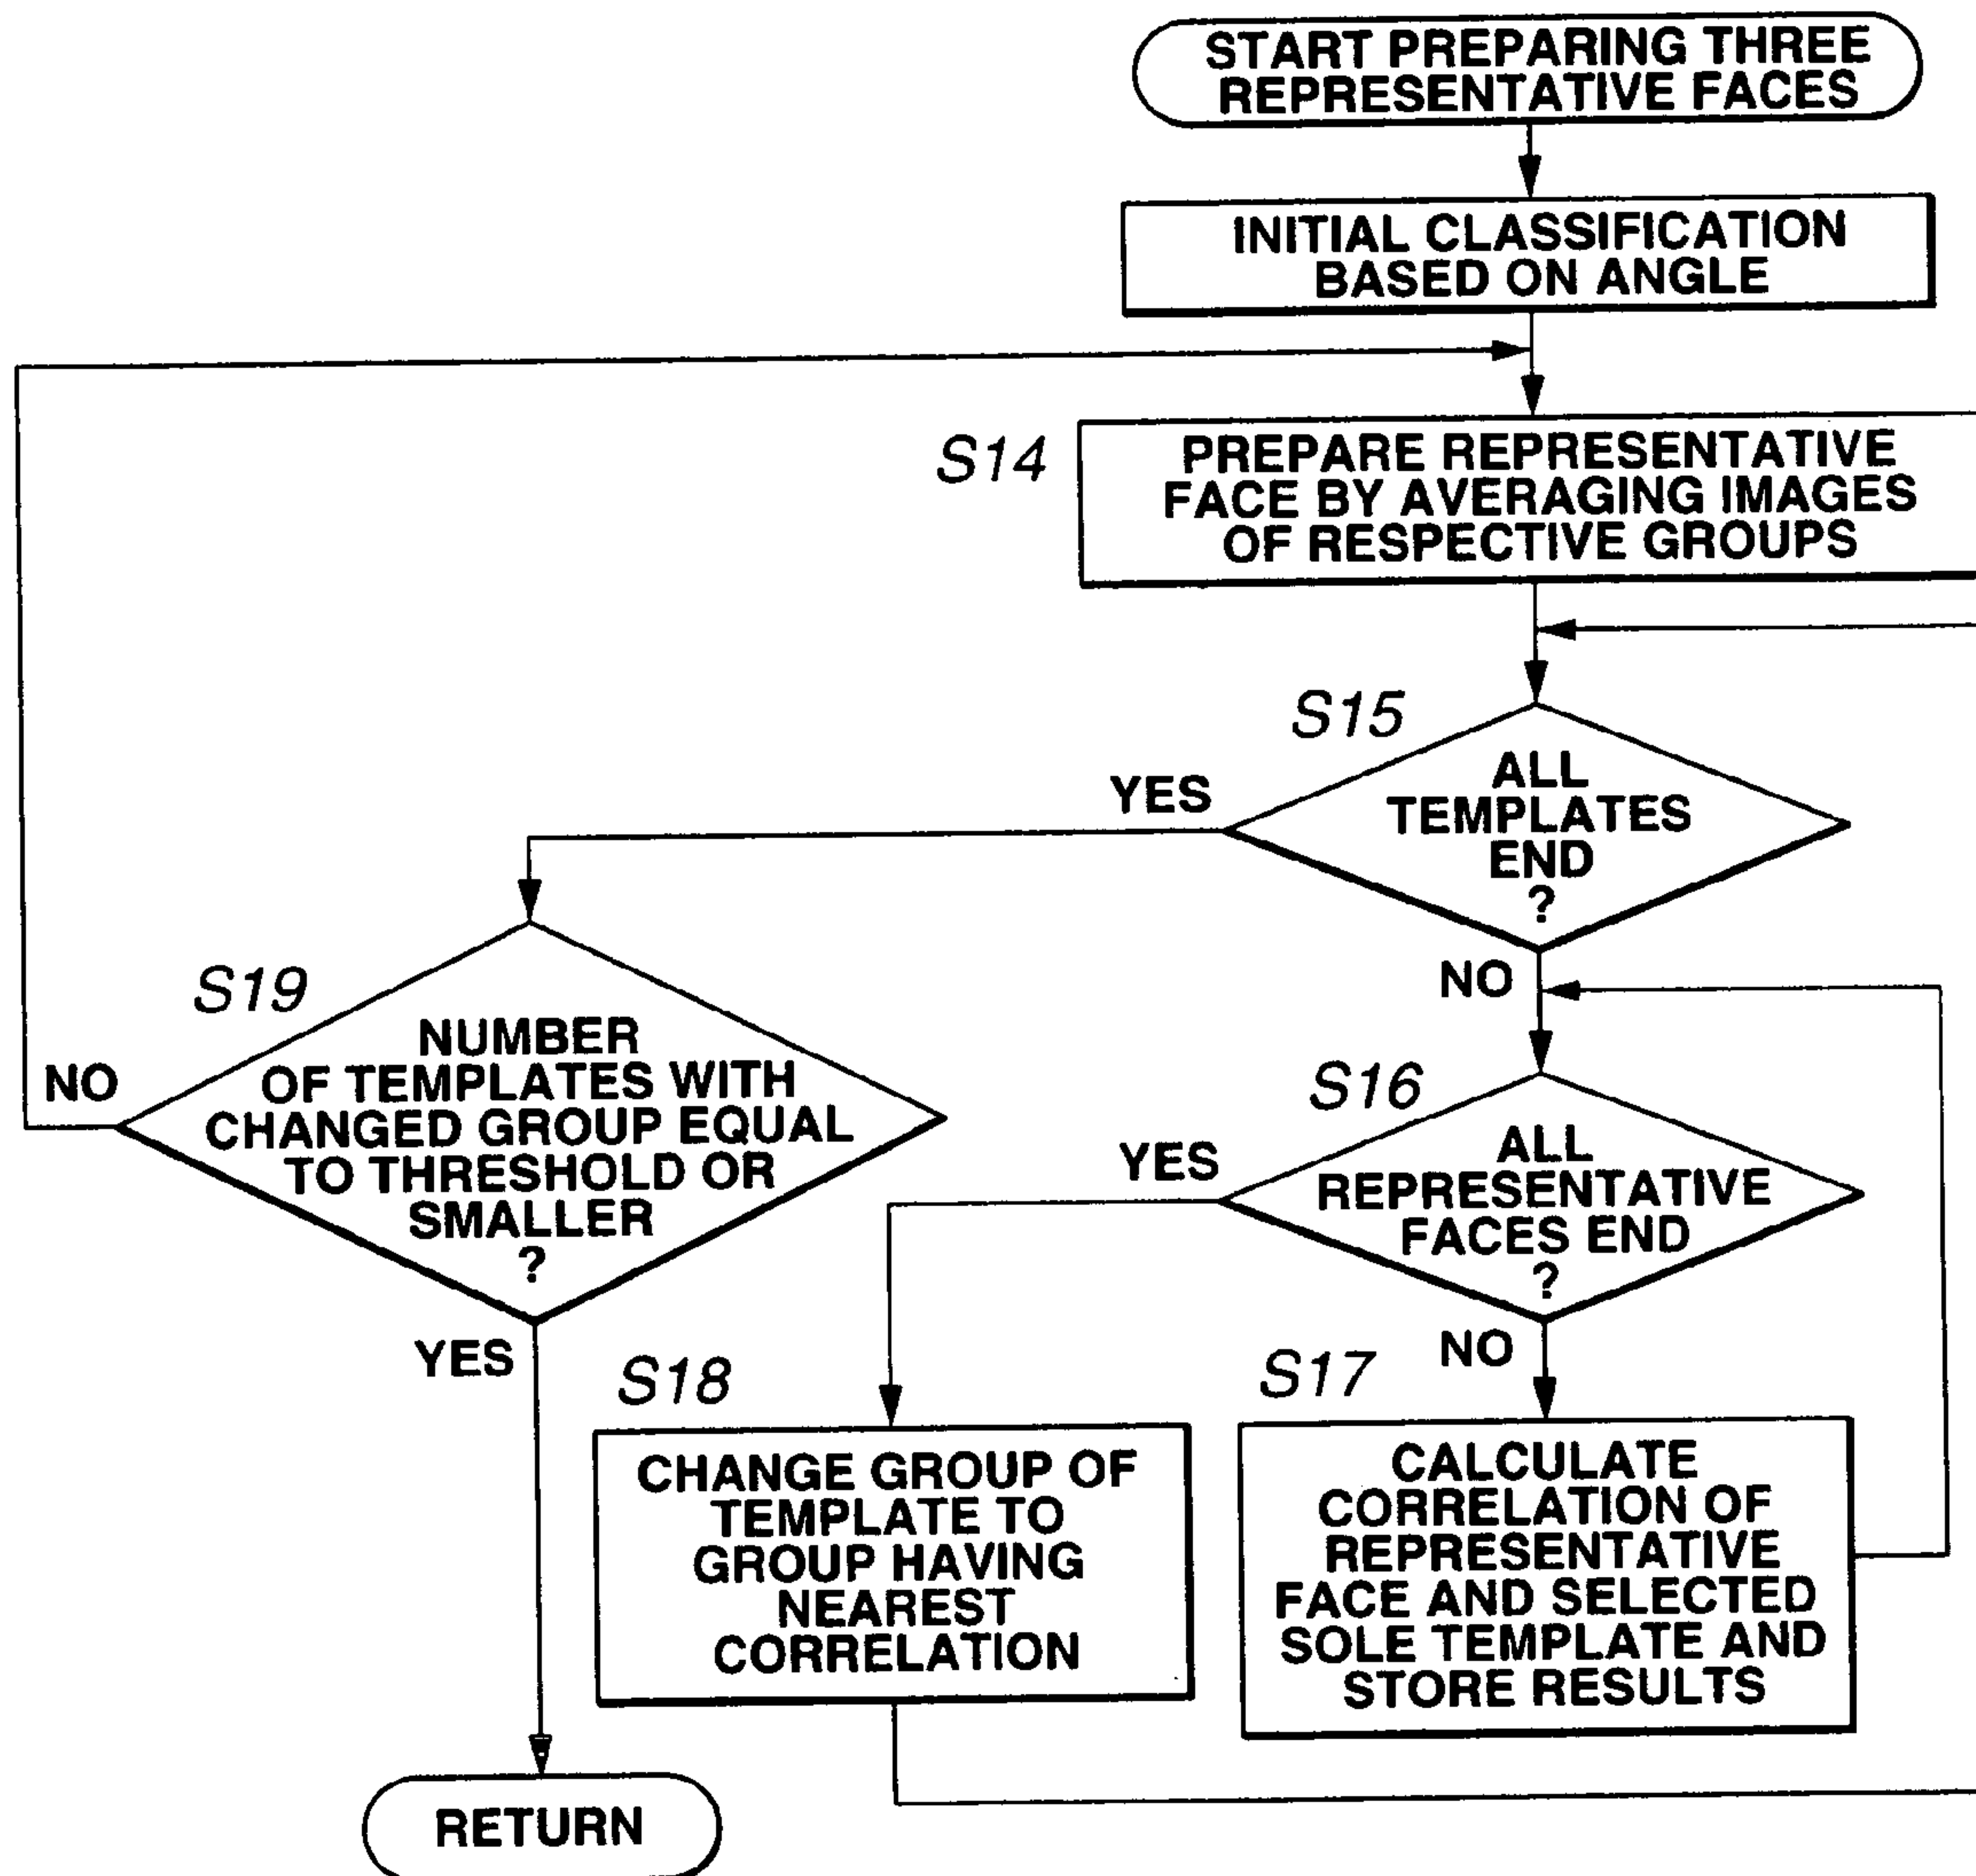 START PREPARING THREE
REPRESENTATIVE FACES
INITIAL CLASSIFICATION
BASED ON ANGLE
S14
PREPARE REPRESENTATIVE
FACE BY AVERAGING IMAGES
OF RESPECTIVE GROUPS
S15
ALL
TEMPLATES
END
?
YES
NO
S19
NUMBER
OF TEMPLATES WITH
CHANGED GROUP EQUAL
TO THRESHOLD OR
SMALLER
?
NO
YES
S16
ALL
REPRESENTATIVE
FACES END
?
YES
NO
S18
CHANGE GROUP OF
TEMPLATE TO
GROUP HAVING
NEAREST
CORRELATION
S17
CALCULATE
CORRELATION OF
REPRESENTATIVE
FACE AND SELECTED
SOLE TEMPLATE AND
STORE RESULTS
RETURN